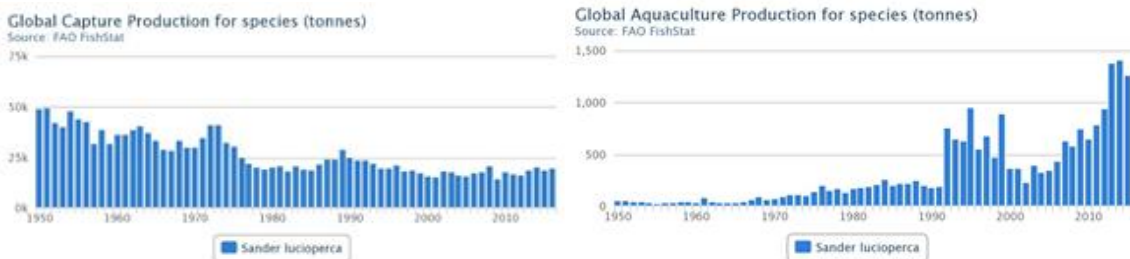 Global Capture Production for species (tonnes)
Source: FAO FishStat
75k
50k
25k
0k
1950 1960 1970 1980 1990 2000 2010
Sander lucioperca
Global Aquaculture Production for species (tonnes)
Source: FAO FishStat
1,500
1,000
500
0
1950 1960 1970 1980 1990 2000 2010
Sander lucioperca